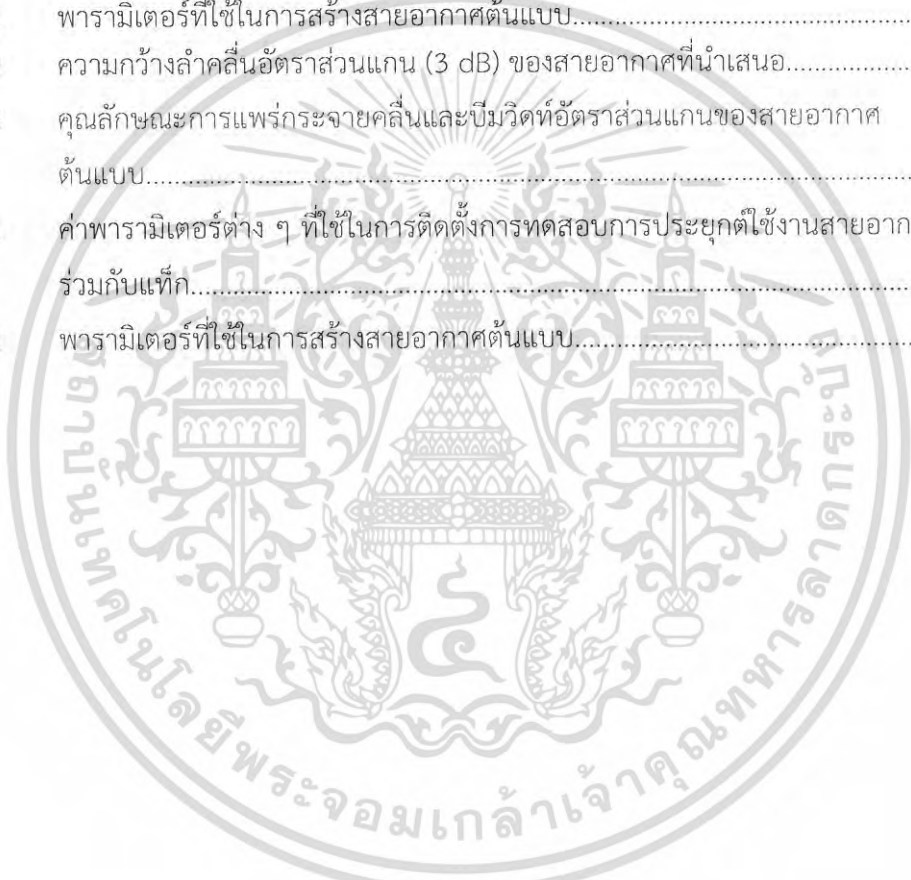 พารามิเตอร์ที่ใช้ในการสร้างสายอากาศต้นแบบ
ความกว้างลำคลื่นอัตราส่วนแกน (3 dB) ของสายอากาศที่นำเสนอ
คุณลักษณะการแพร่กระจายคลื่นและบีมวิดท์อัตราส่วนแกนของสายอากาศ
ต้นแบบ
ค่าพารามิเตอร์ต่าง ๆ ที่ใช้ในการติดตั้งการทดสอบการประยุกต์ใช้งานสายอาก
ร่วมกับแท็ก
พารามิเตอร์ที่ใช้ในการสร้างสายอากาศต้นแบบ
สถาบันเทคโนโลยีพระจอมเกล้าเจ้าคุณทหารลาดกระบัง